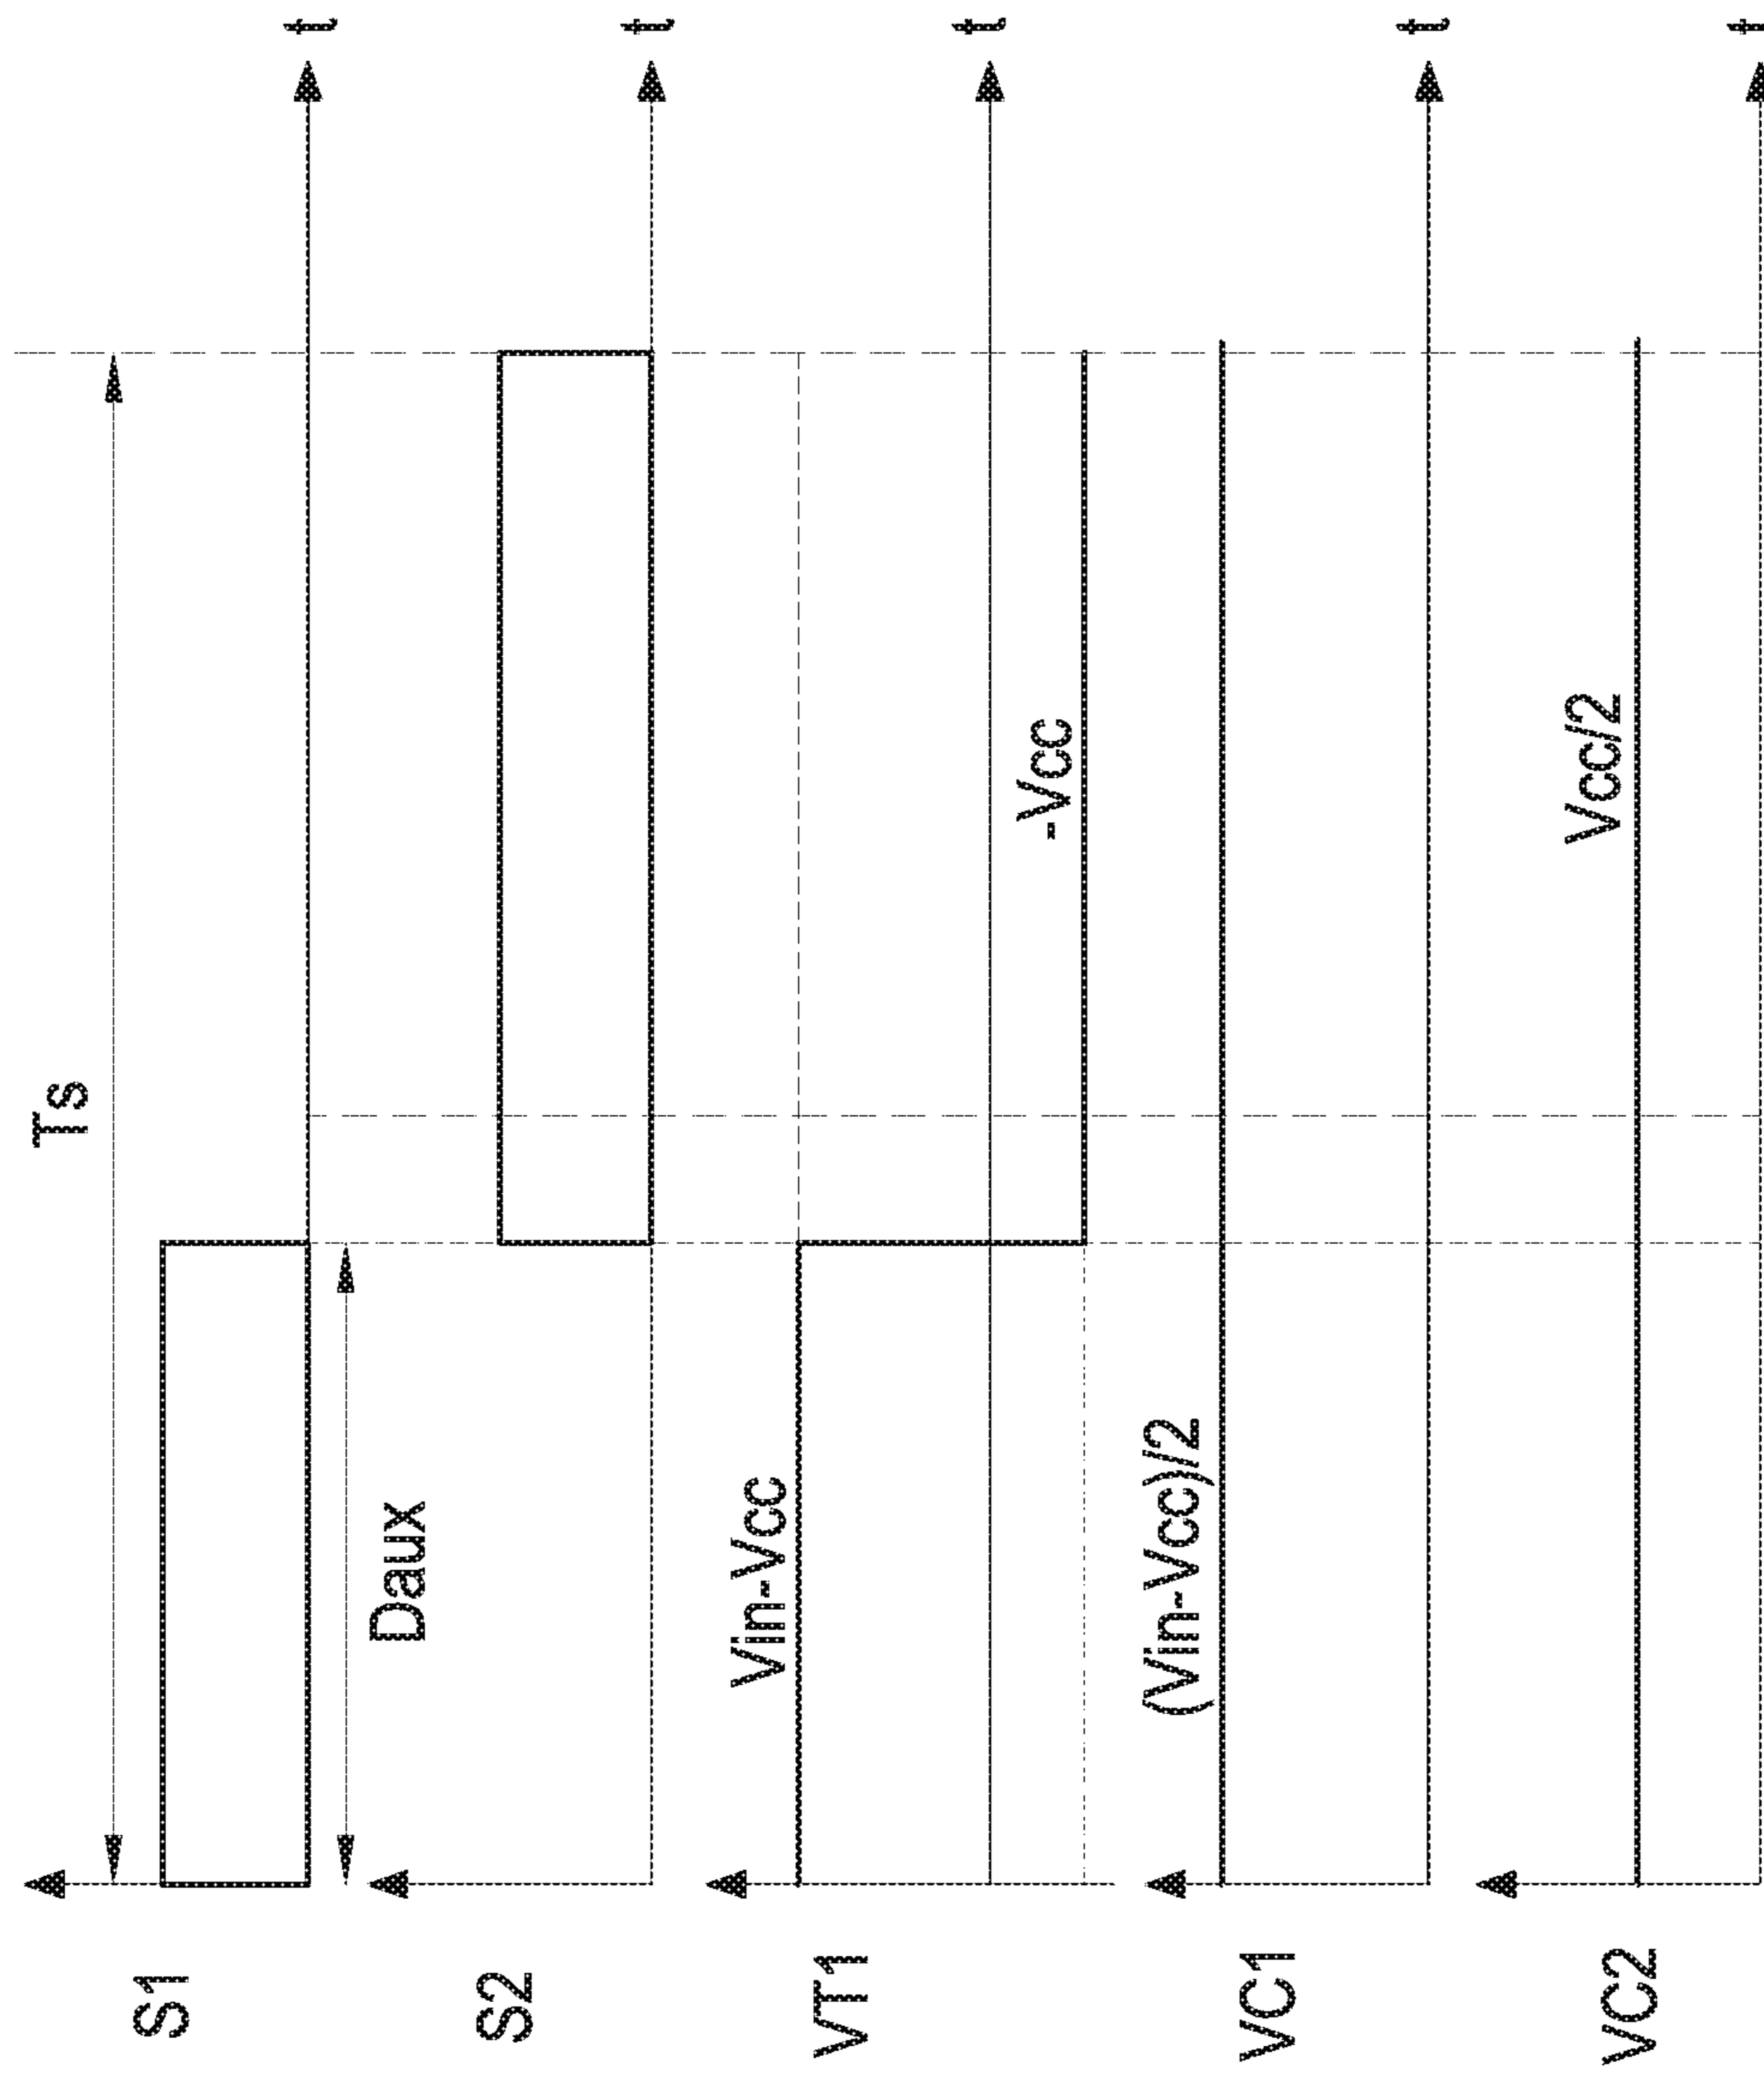 Ts
S1
t
Daux
S2
t
VT1
Vin-Vcc
-Vcc
t
VC1
(Vin-Vcc)/2
t
VC2
Vcc/2
t